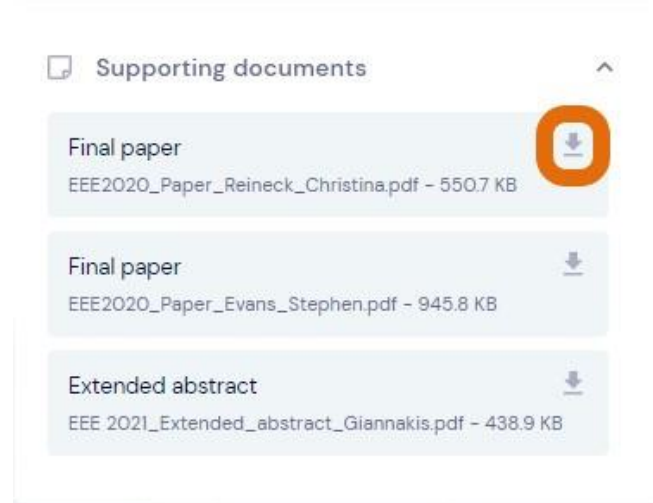 Supporting documents
Final paper
EEE2020_Paper_Reineck_Christina.pdf - 550.7 KB
Final paper
EEE2020_Paper_Evans_Stephen.pdf - 945.8 KB
Extended abstract
EEE 2021_Extended_abstract_Giannakis.pdf - 438.9 KB